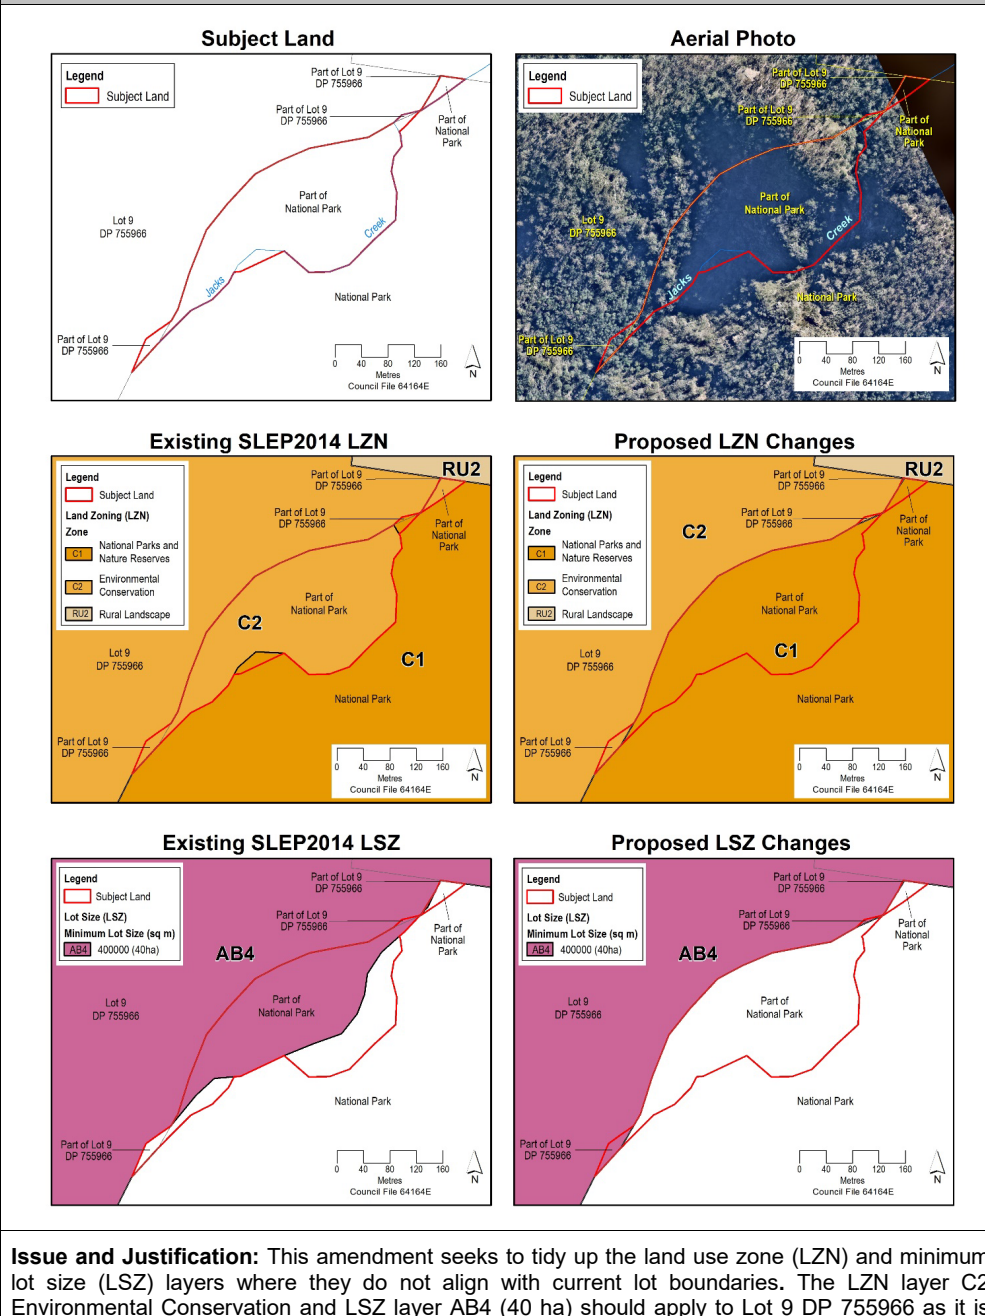 Subject Land
Legend
Subject Land
Part of Lot 9
DP 755966
Part of Lot 9
DP 755966
Part of
National
Park
Part of
National Park
Lot 9
DP 755966
Creek
Jacks
National Park
Part of Lot 9
DP 755966
0 40 80 120 160
Metres
Council File 64164E
N
Aerial Photo
Legend
Subject Land
Part of Lot 9
DP 755966
Part of Lot 9
DP 755966
Part of
National
Park
Part of
National Park
Lot 9
DP 755966
Creek
Jacks
National Park
Part of Lot 9
DP 755966
0 40 80 120 160
Metres
Council File 64164E
N
Existing SLEP2014 LZN
Legend
Subject Land
Land Zoning (LZN)
Zone
C1 National Parks and
Nature Reserves
C2 Environmental
Conservation
RU2 Rural Landscape
RU2
Part of Lot 9
DP 755966
Part of Lot 9
DP 755966
Part of
National
Park
Part of
National Park
C2
C1
Lot 9
DP 755966
National Park
Part of Lot 9
DP 755966
0 40 80 120 160
Metres
Council File 64164E
N
Proposed LZN Changes
Legend
Subject Land
Land Zoning (LZN)
Zone
C1 National Parks and
Nature Reserves
C2 Environmental
Conservation
RU2 Rural Landscape
RU2
Part of Lot 9
DP 755966
Part of Lot 9
DP 755966
C2
Part of
National
Park
Part of
National Park
C1
Lot 9
DP 755966
National Park
Part of Lot 9
DP 755966
0 40 80 120 160
Metres
Council File 64164E
N
Existing SLEP2014 LSZ
Legend
Subject Land
Lot Size (LSZ)
Minimum Lot Size (sq m)
AB4 400000 (40ha)
Part of Lot 9
DP 755966
Part of Lot 9
DP 755966
Part of
National
Park
AB4
Part of
National Park
Lot 9
DP 755966
National Park
Part of Lot 9
DP 755966
0 40 80 120 160
Metres
Council File 64164E
N
Proposed LSZ Changes
Legend
Subject Land
Lot Size (LSZ)
Minimum Lot Size (sq m)
AB4 400000 (40ha)
Part of Lot 9
DP 755966
Part of Lot 9
DP 755966
Part of
National
Park
AB4
Part of
National Park
Lot 9
DP 755966
National Park
Part of Lot 9
DP 755966
0 40 80 120 160
Metres
Council File 64164E
N
Issue and Justification: This amendment seeks to tidy up the land use zone (LZN) and minimum
lot size (LSZ) layers where they do not align with current lot boundaries. The LZN layer C2
Environmental Conservation and LSZ layer AB4 (40 ha) should apply to Lot 9 DP 755966 as it is